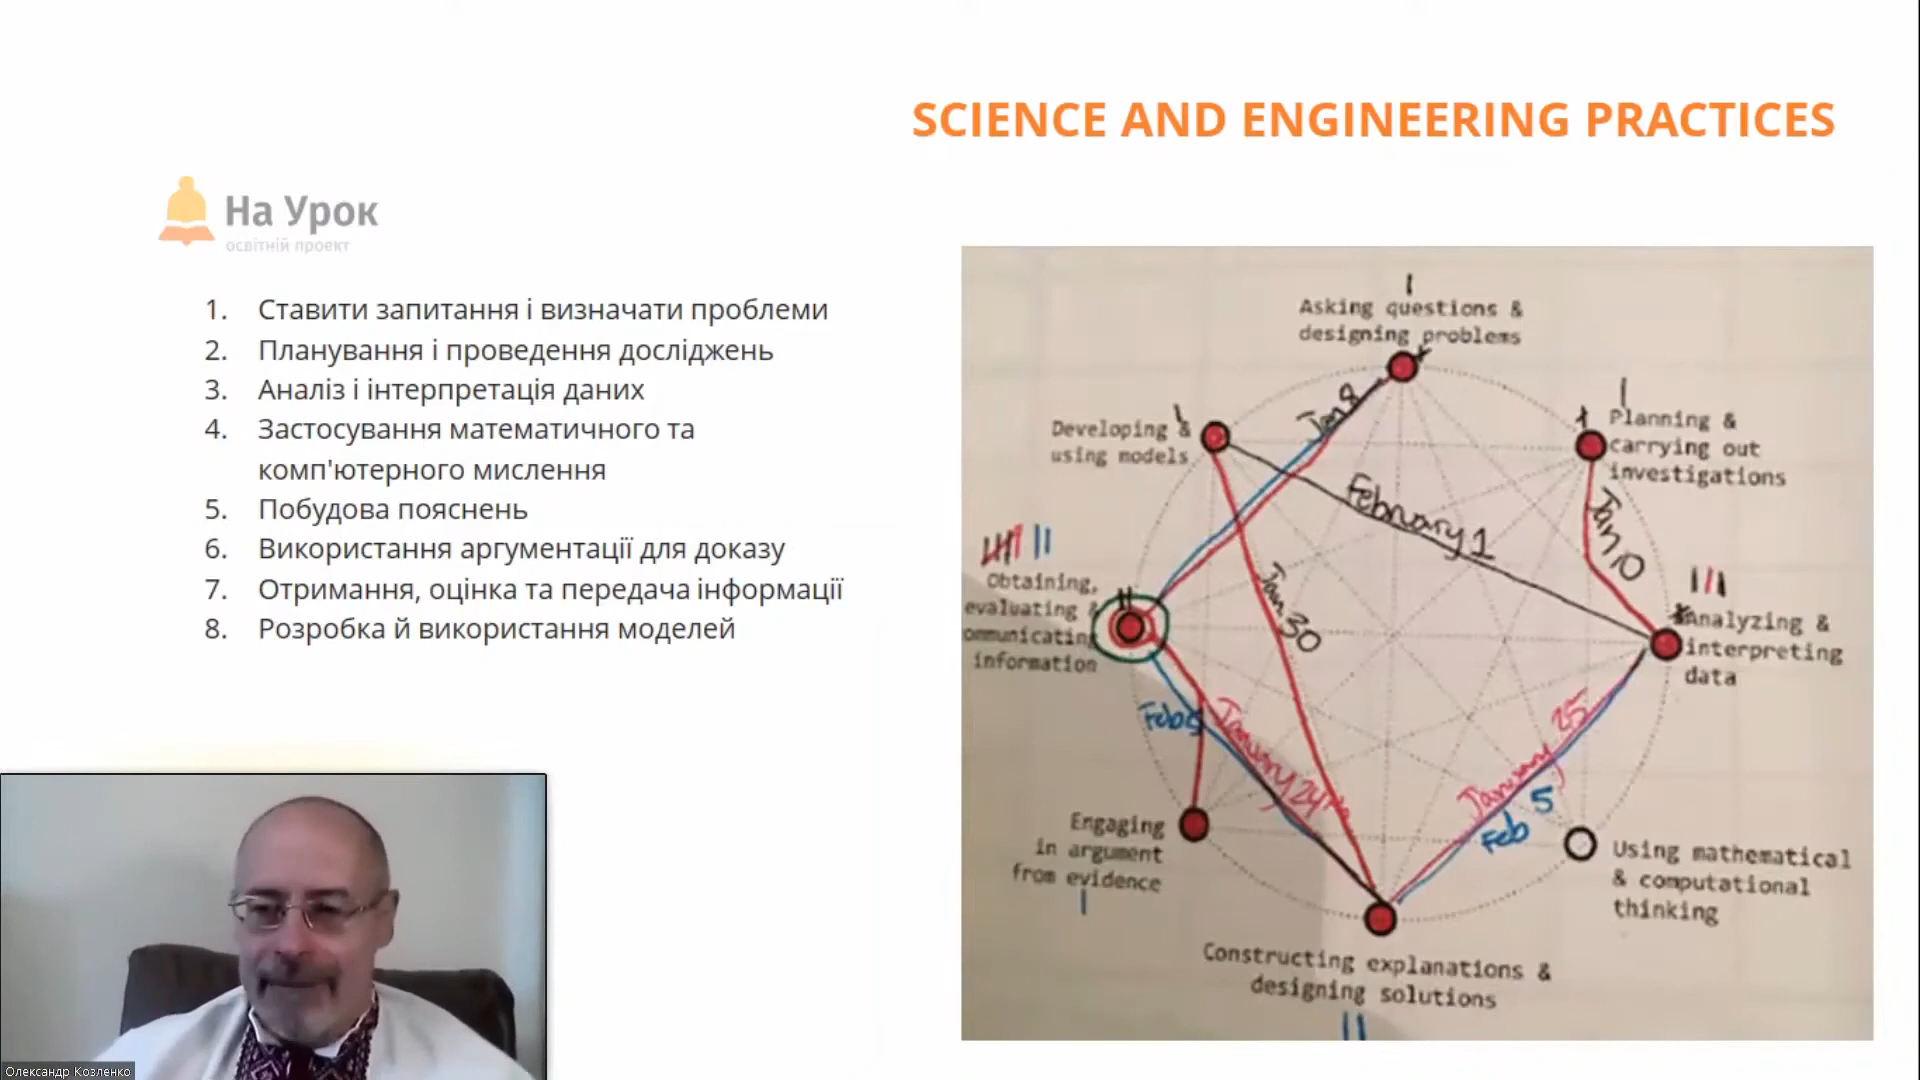 SCIENCE AND ENGINEERING PRACTICES
На Урок
освітній проект
1. Ставити запитання і визначати проблеми
2. Планування і проведення досліджень
3. Аналіз і інтерпретація даних
4. Застосування математичного та
комп'ютерного мислення
5. Побудова пояснень
6. Використання аргументації для доказу
7. Отримання, оцінка та передача інформації
8. Розробка й використання моделей
Asking questions &
designing problems
Developing &
using models
Planning &
carrying out
investigations
Jan 8
February 1
Jan 10
Obtaining,
evaluating &
ommunicating
information
Jan 30
Analyzing &
interpreting
data
Feb 5
January 24th
January 25
Feb 5
Engaging
in argument
from evidence
Using mathematical
& computational
thinking
Constructing explanations &
designing solutions
Олександр Козленко